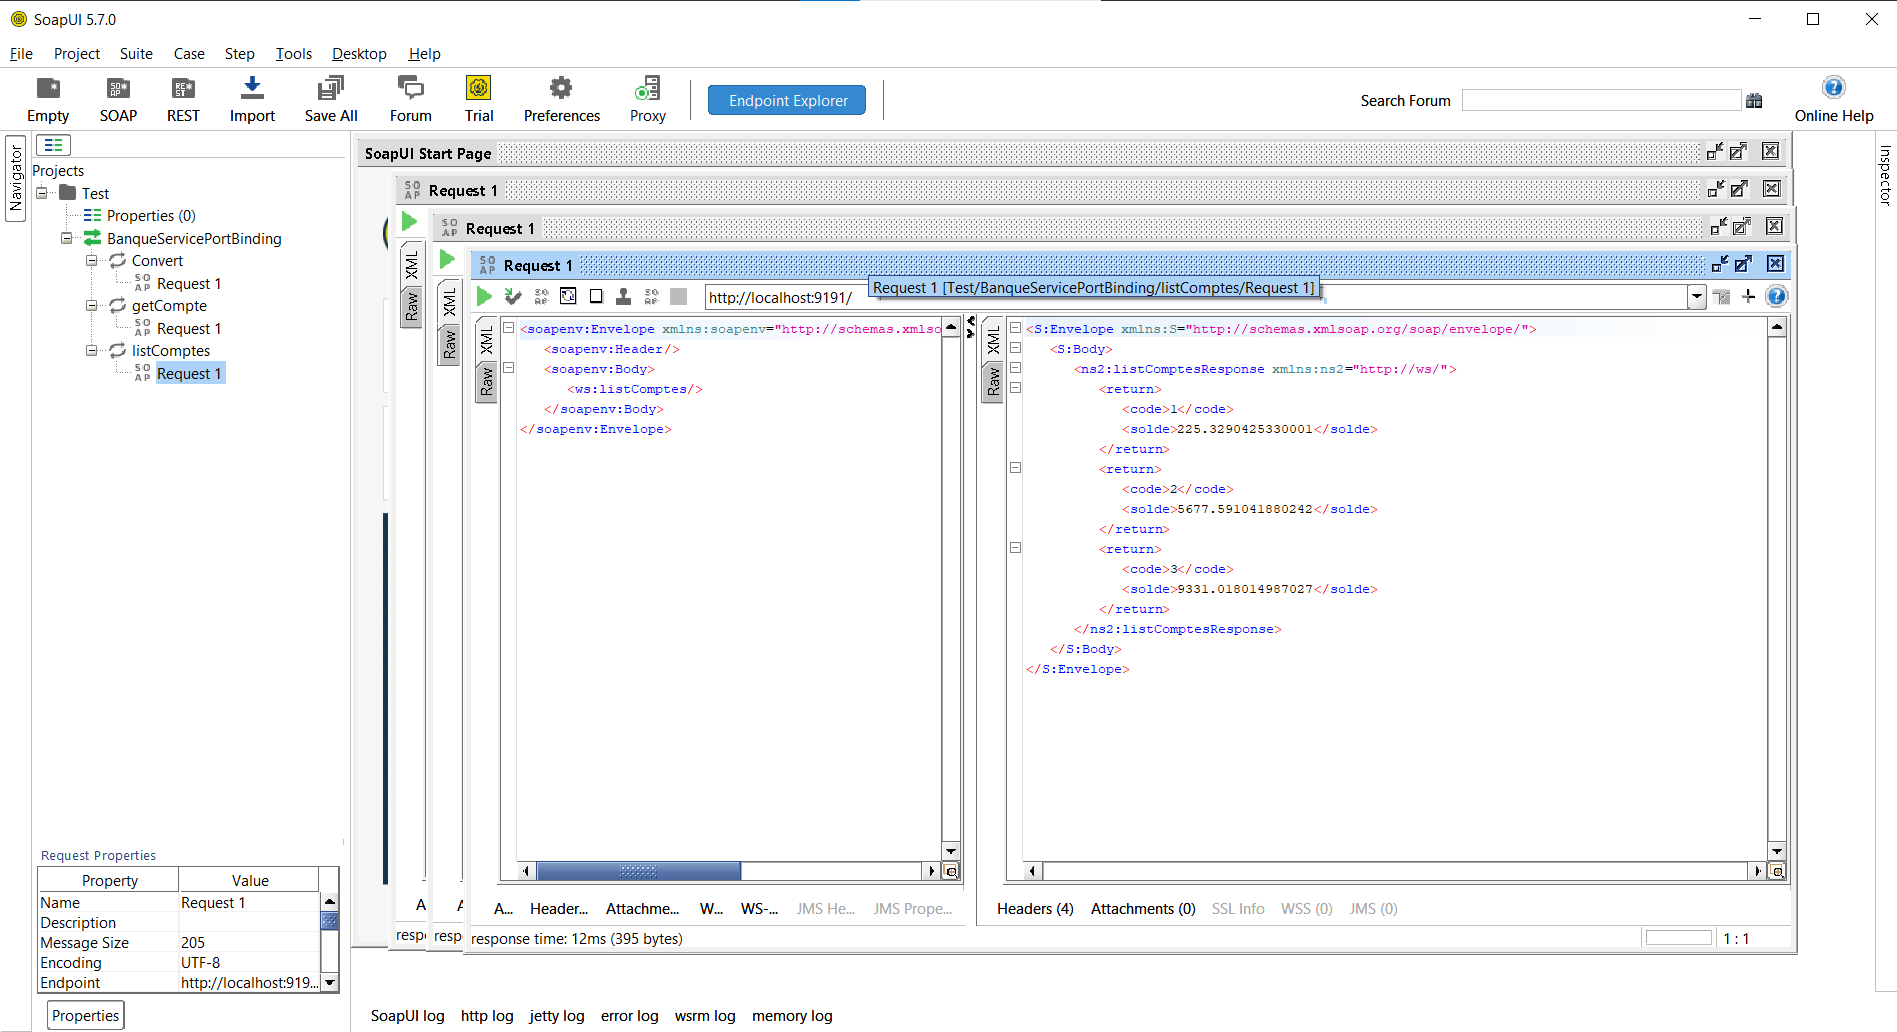 SoapUI 5.7.0
File Project Suite Case Step Tools Desktop Help
Empty SOAP REST Import Save All Forum Trial Preferences Proxy Endpoint Explorer Search Forum Online Help
Navigator
Projects
Test
Properties (0)
BanqueServicePortBinding
Convert
Request 1
getCompte
Request 1
listComptes
Request 1
Request Properties
Property Value
Name Request 1
Description
Message Size 205
Encoding UTF-8
Endpoint http://localhost:919...
Properties
SoapUI Start Page
Request 1
XML
Raw
Request 1
XML
Raw
Request 1
http://localhost:9191/
Request 1 [Test/BanqueServicePortBinding/listComptes/Request 1]
XML
Raw
<soapenv:Envelope xmlns:soapenv="http://schemas.xmlso
<soapenv:Header/>
<soapenv:Body>
<ws:listComptes/>
</soapenv:Body>
</soapenv:Envelope>
XML
Raw
<S:Envelope xmlns:S="http://schemas.xmlsoap.org/soap/envelope/">
<S:Body>
<ns2:listComptesResponse xmlns:ns2="http://ws/">
<return>
<code>1</code>
<solde>225.3290425330001</solde>
</return>
<return>
<code>2</code>
<solde>5677.591041880242</solde>
</return>
<return>
<code>3</code>
<solde>9331.018014987027</solde>
</return>
</ns2:listComptesResponse>
</S:Body>
</S:Envelope>
A A A... Header... Attachme... W... WS-... JMS He... JMS Prope...
Headers (4) Attachments (0) SSL Info WSS (0) JMS (0)
resp resp response time: 12ms (395 bytes)
1 : 1
SoapUI log http log jetty log error log wsrm log memory log
Inspector